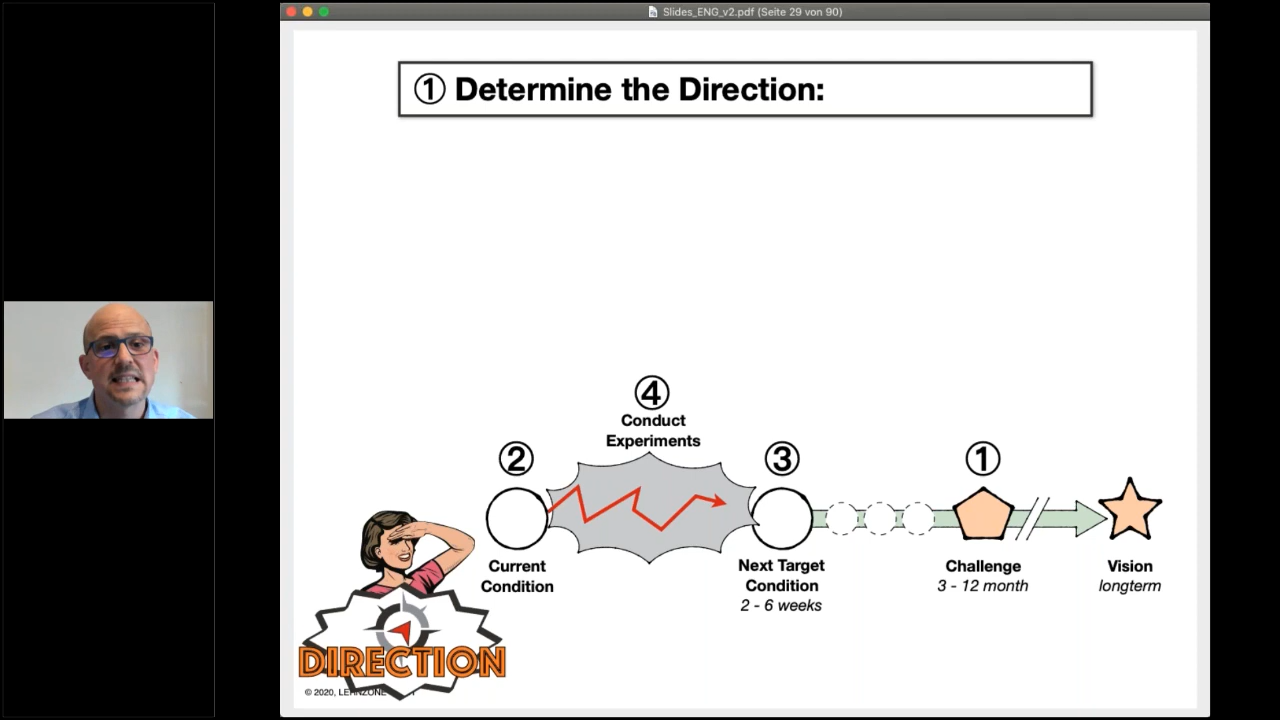 Slides_ENG_v2.pdf (Seite 29 von 90)
① Determine the Direction:
④
Conduct
Experiments
②
③
①
Current
Condition
Next Target
Condition
2 - 6 weeks
Challenge
3 - 12 month
Vision
longterm
DIRECTION
© 2020,